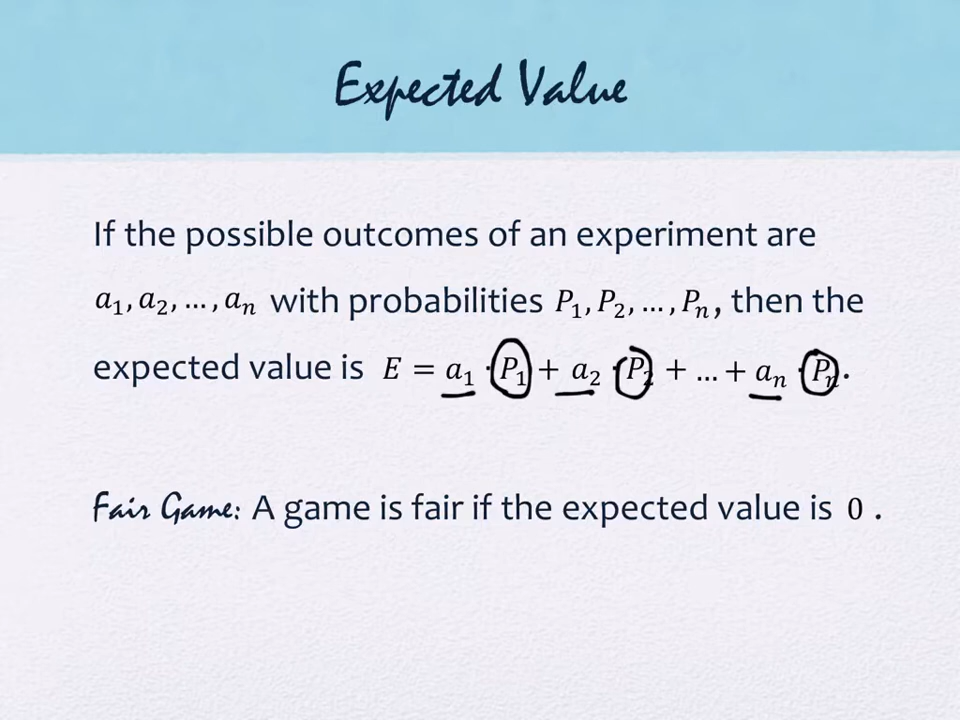 Expected Value
If the possible outcomes of an experiment are
a₁, a₂, ..., aₙ with probabilities P₁, P₂, ..., Pₙ, then the
expected value is E = a₁ · P₁ + a₂ · P₂ + ... + aₙ · Pₙ.
Fair Game: A game is fair if the expected value is 0 .